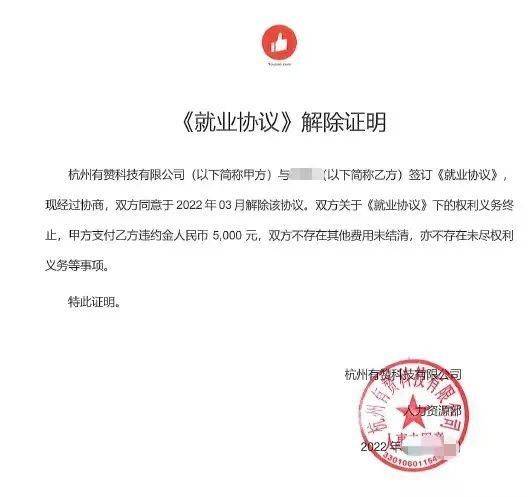 《就业协议》解除证明
杭州有赞科技有限公司（以下简称甲方）与（以下简称乙方）签订《就业协议》，
现经过协商，双方同意于 2022 年 03 月解除该协议。双方关于《就业协议》下的权利义务终
止，甲方支付乙方违约金人民币 5,000 元，双方不存在其他费用未结清，亦不存在未尽权利
义务等事项。
特此证明。
杭州有赞科技有限公司
人力资源部
2022 年
杭州有赞科技有限公司